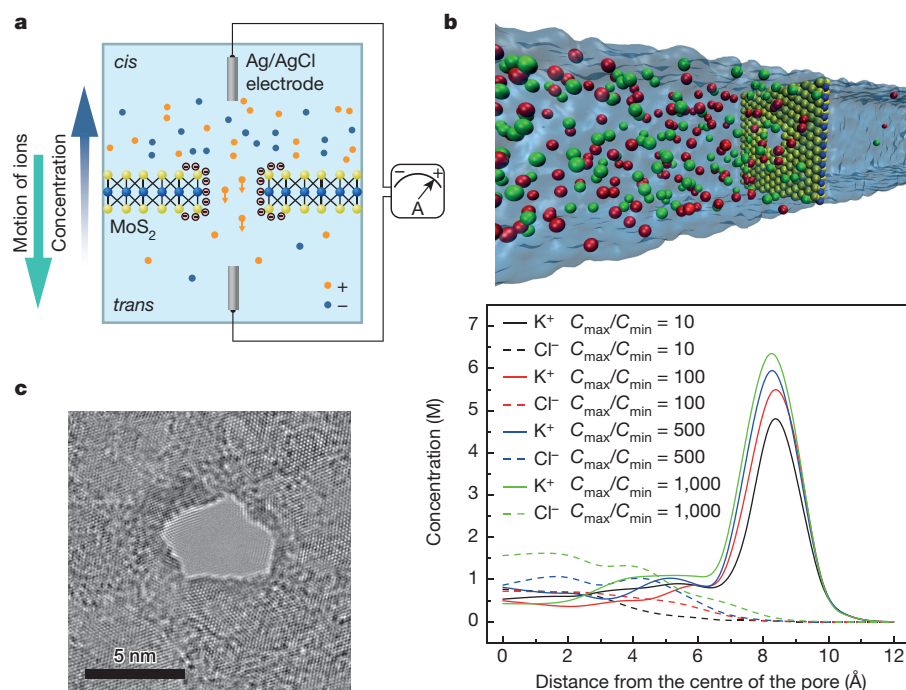 a
cis
Ag/AgCl
electrode
Motion of ions
Concentration
MoS₂
− +
A
trans
+
−
b
7
6
5
4
3
2
1
0
Concentration (M)
K⁺ Cmax/Cmin = 10
Cl⁻ Cmax/Cmin = 10
K⁺ Cmax/Cmin = 100
Cl⁻ Cmax/Cmin = 100
K⁺ Cmax/Cmin = 500
Cl⁻ Cmax/Cmin = 500
K⁺ Cmax/Cmin = 1,000
Cl⁻ Cmax/Cmin = 1,000
0 2 4 6 8 10 12
Distance from the centre of the pore (Å)
c
5 nm